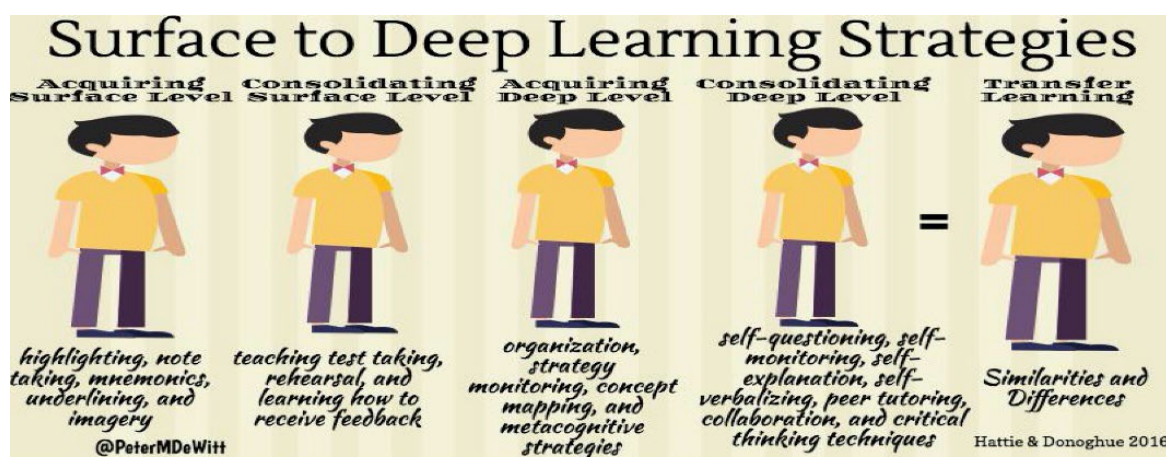 Surface to Deep Learning Strategies
Acquiring
Surface Level
highlighting, note
taking, mnemonics,
underlining, and
imagery
Consolidating
Surface Level
teaching test taking,
rehearsal, and
learning how to
receive feedback
Acquiring
Deep Level
organization,
strategy
monitoring, concept
mapping, and
metacognitive
strategies
Consolidating
Deep Level
self-questioning, self-
monitoring, self-
explanation, self-
verbalizing, peer tutoring,
collaboration, and critical
thinking techniques
=
Transfer
Learning
Similarities and
Differences
@PeterMDeWitt
Hattie & Donoghue 2016